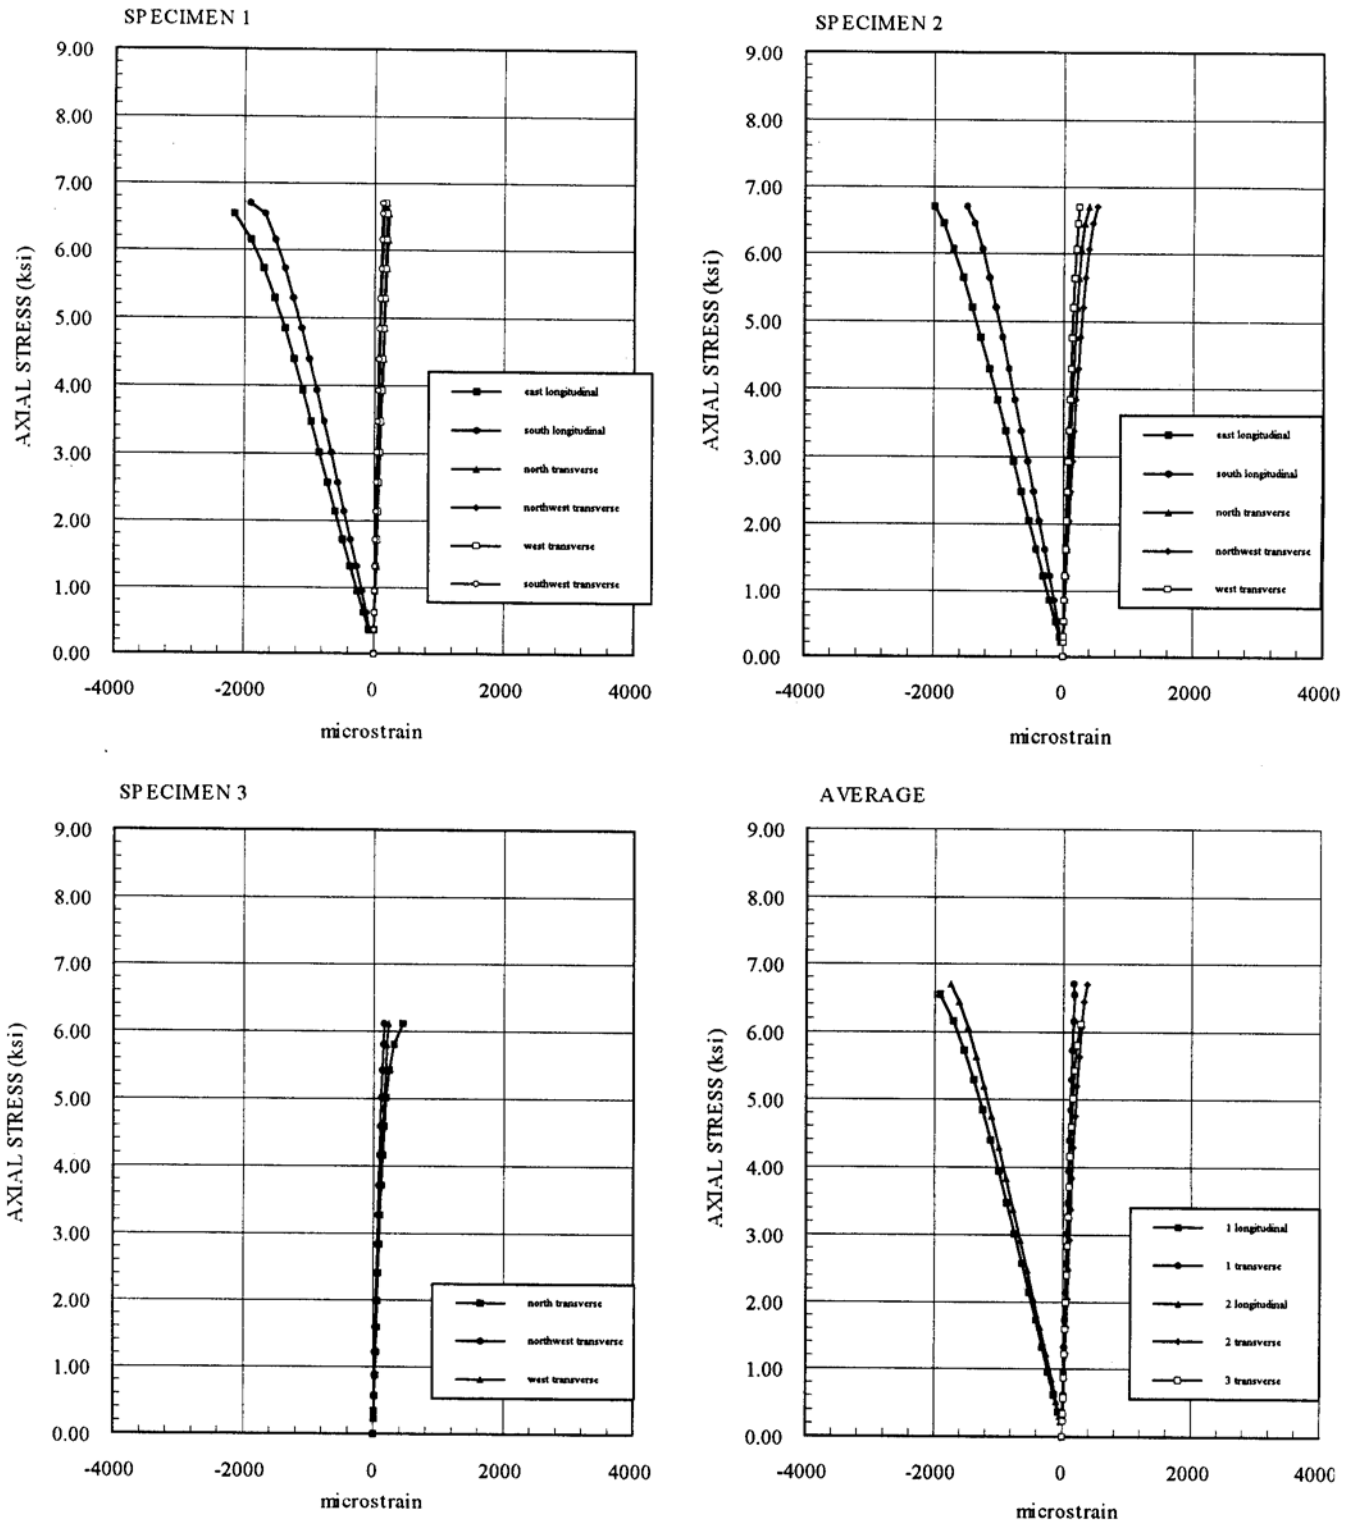 SPECIMEN 1
AXIAL STRESS (ksi)
9.00
8.00
7.00
6.00
5.00
4.00
3.00
2.00
1.00
0.00
east longitudinal
south longitudinal
north transverse
northwest transverse
west transverse
southwest transverse
-4000 -2000 0 2000 4000
microstrain
SPECIMEN 2
AXIAL STRESS (ksi)
9.00
8.00
7.00
6.00
5.00
4.00
3.00
2.00
1.00
0.00
east longitudinal
south longitudinal
north transverse
northwest transverse
west transverse
-4000 -2000 0 2000 4000
microstrain
SPECIMEN 3
AXIAL STRESS (ksi)
9.00
8.00
7.00
6.00
5.00
4.00
3.00
2.00
1.00
0.00
north transverse
northwest transverse
west transverse
-4000 -2000 0 2000 4000
microstrain
AVERAGE
AXIAL STRESS (ksi)
9.00
8.00
7.00
6.00
5.00
4.00
3.00
2.00
1.00
0.00
1 longitudinal
1 transverse
2 longitudinal
2 transverse
3 transverse
-4000 -2000 0 2000 4000
microstrain